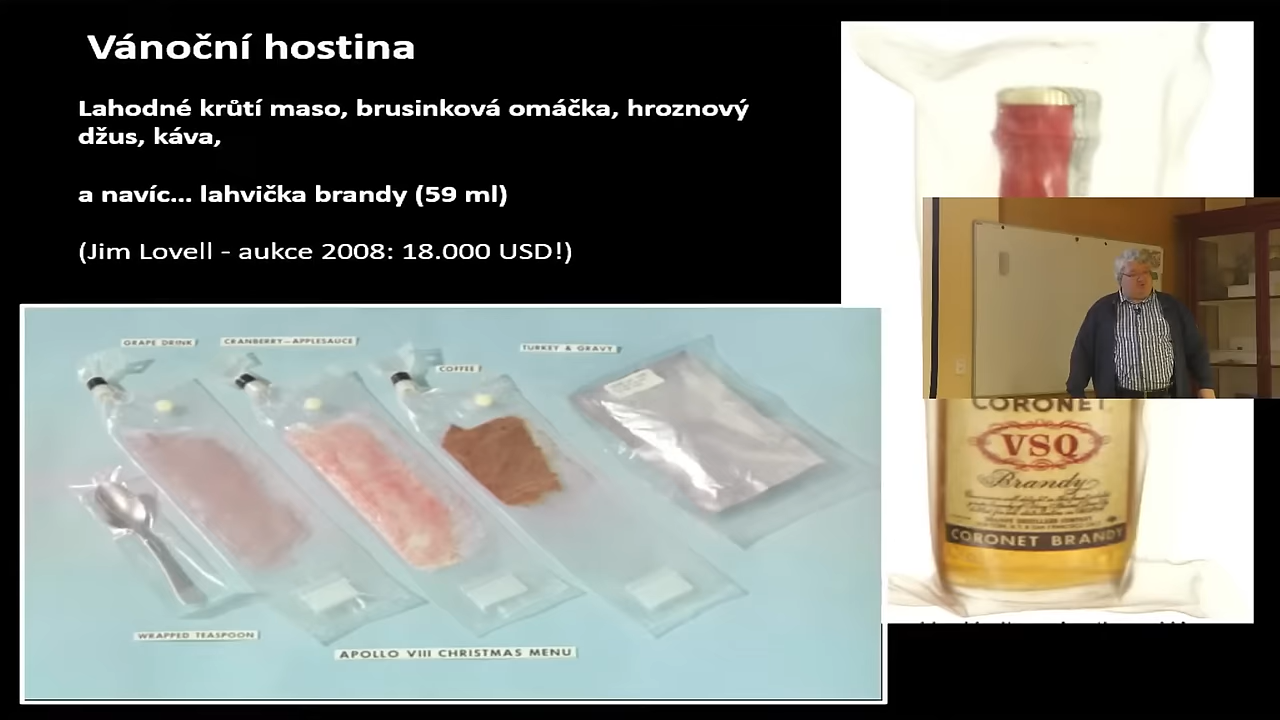 Vánoční hostina
Lahodné krůtí maso, brusinková omáčka, hroznový
džus, káva,
a navíc... lahvička brandy (59 ml)
(Jim Lovell - aukce 2008: 18.000 USD!)
GRAPE DRINK
CRANBERRY-APPLESAUCE
COFFEE
TURKEY & GRAVY
WRAPPED TEASPOON
APOLLO VIII CHRISTMAS MENU
CORONET
VSQ
Brandy
CORONET BRANDY